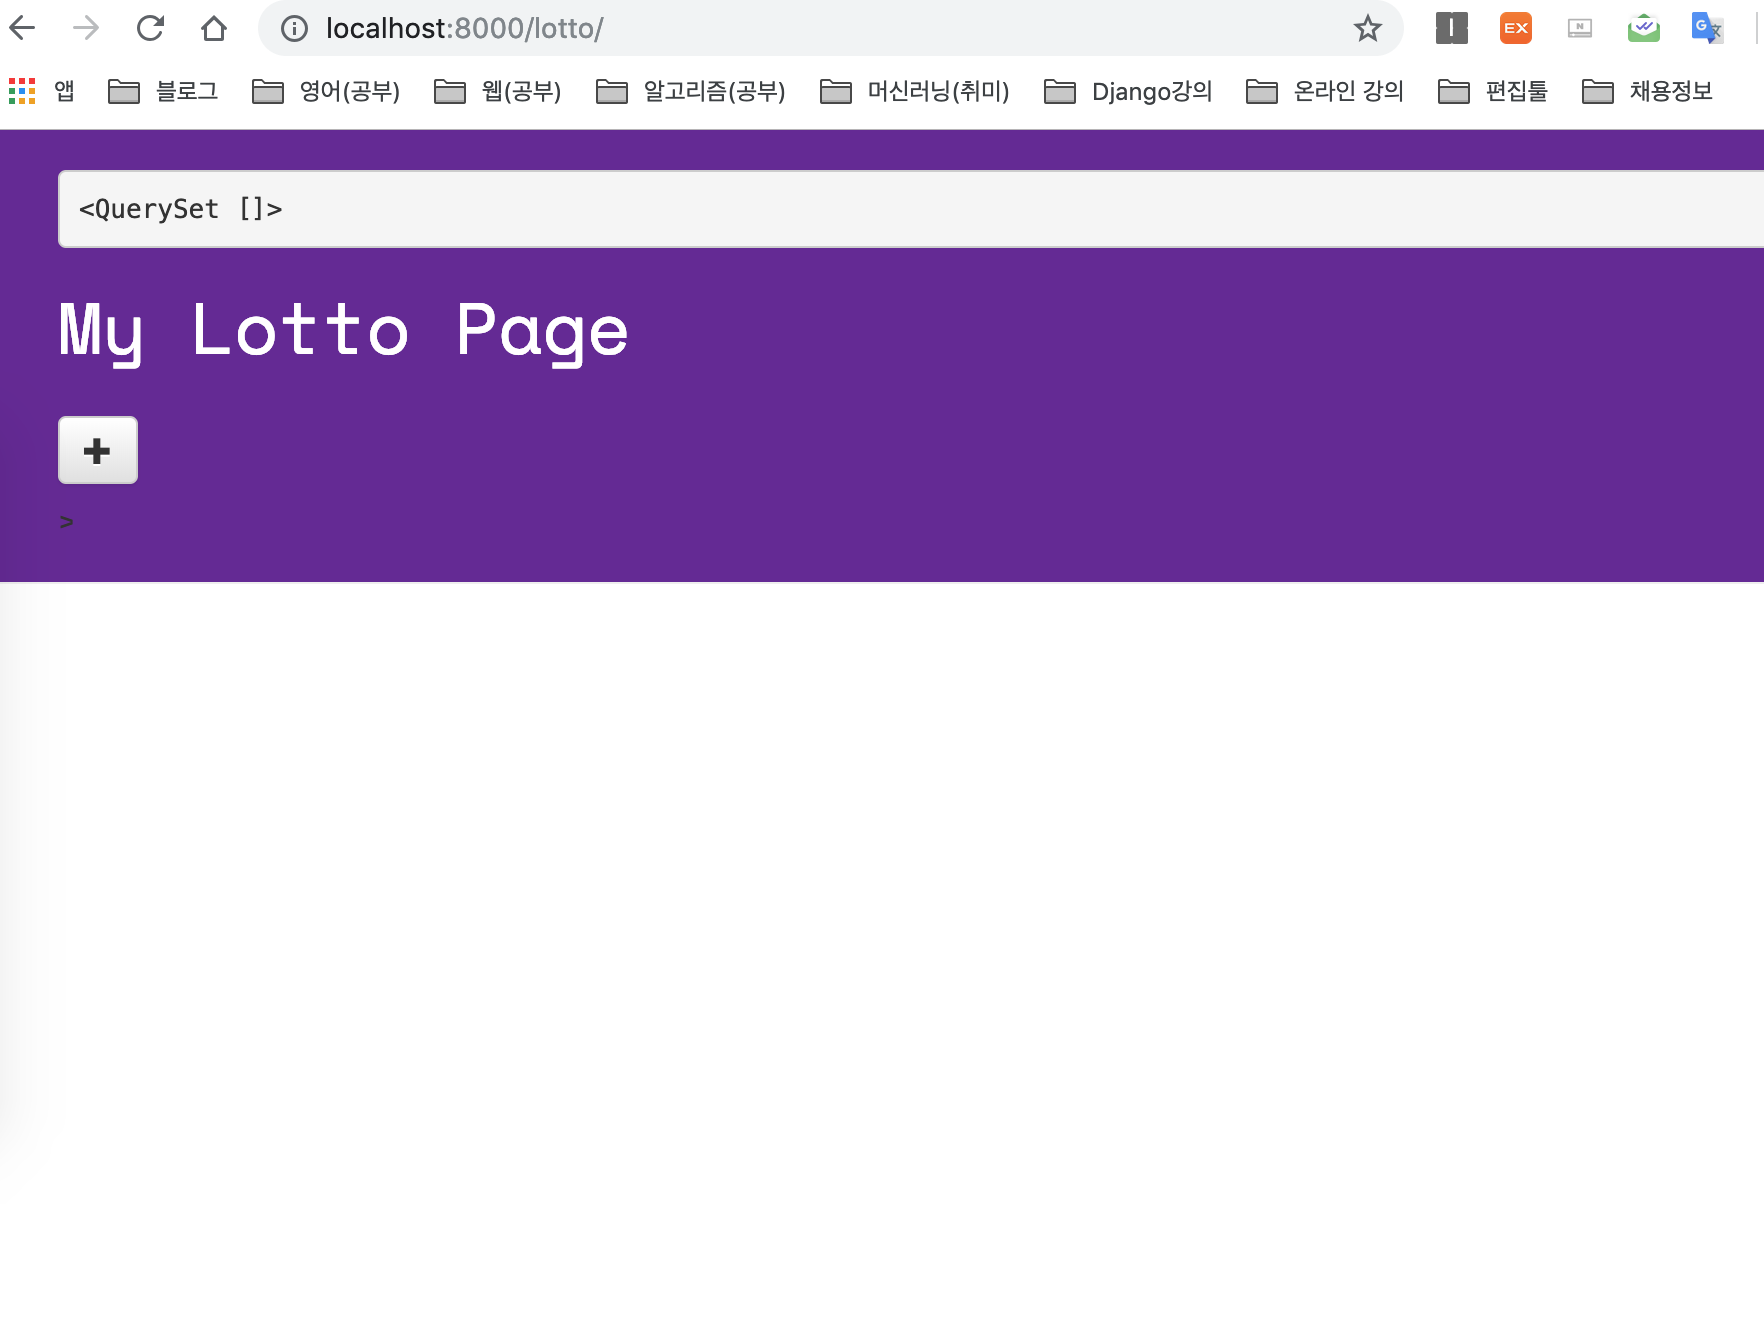 localhost:8000/lotto/
EX
앱 블로그 영어(공부) 웹(공부) 알고리즘(공부) 머신러닝(취미) Django강의 온라인 강의 편집툴 채용정보
<QuerySet []>
My Lotto Page
>